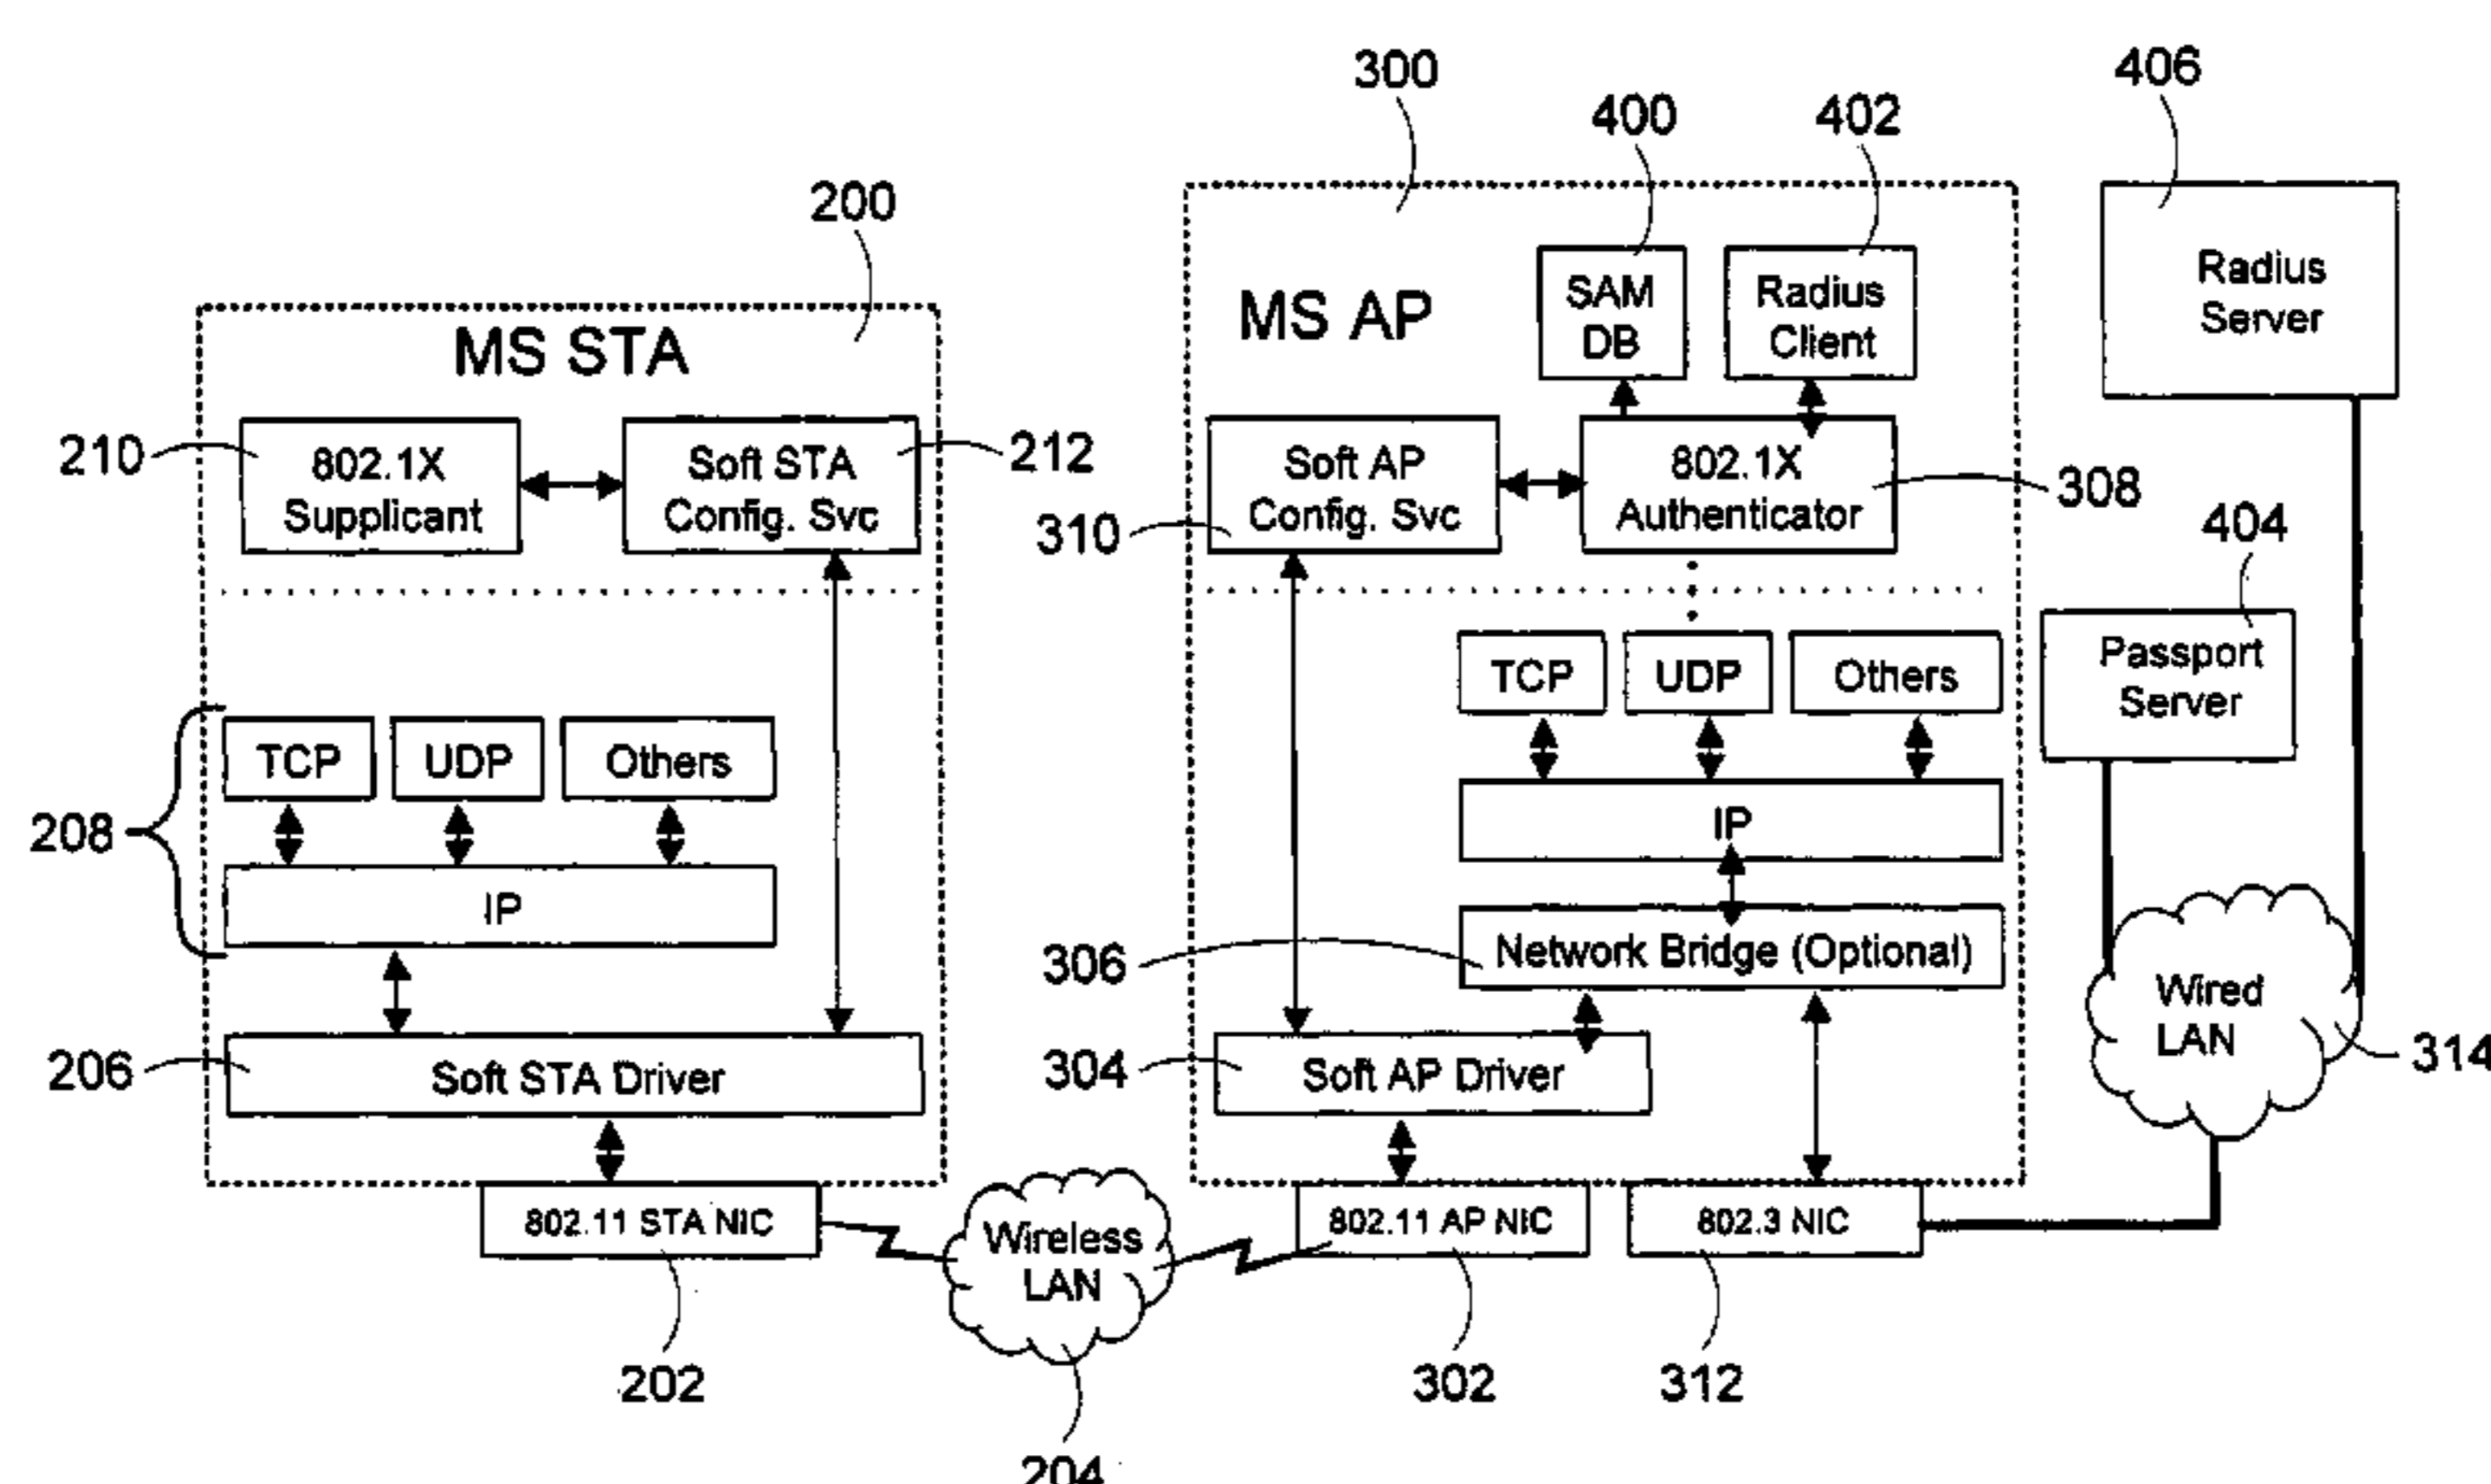 300
406
400
402
200
MS STA
MS AP
SAM
DB
Radius
Client
Radius
Server
210
802.1X
Supplicant
Soft STA
Config. Svc
212
Soft AP
Config. Svc
310
802.1X
Authenticator
308
404
Passport
Server
TCP
UDP
Others
TCP
UDP
Others
208
IP
IP
306
Network Bridge (Optional)
Wired
LAN
314
206
Soft STA Driver
304
Soft AP Driver
802.11 STA NIC
Wireless
LAN
802.11 AP NIC
802.3 NIC
202
302
312
204